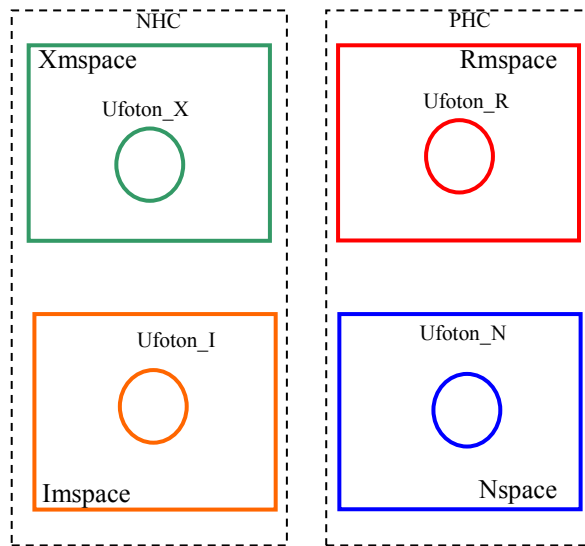 NHC
PHC
Xmspace
Rmspace
Ufoton_X
Ufoton_R
Ufoton_I
Ufoton_N
Imspace
Nspace